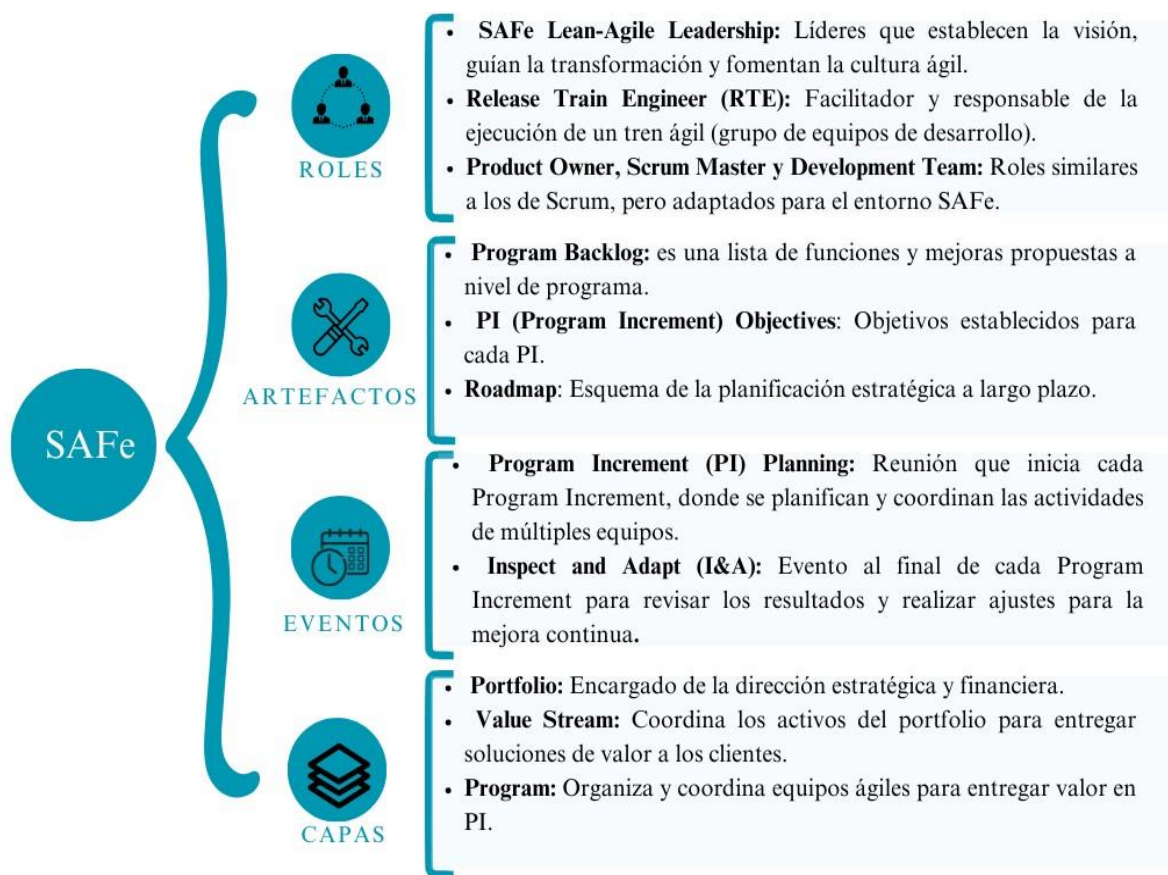 SAFe
ROLES
• SAFe Lean-Agile Leadership: Líderes que establecen la visión,
guían la transformación y fomentan la cultura ágil.
• Release Train Engineer (RTE): Facilitador y responsable de la
ejecución de un tren ágil (grupo de equipos de desarrollo).
• Product Owner, Scrum Master y Development Team: Roles similares
a los de Scrum, pero adaptados para el entorno SAFe.
ARTEFACTOS
• Program Backlog: es una lista de funciones y mejoras propuestas a
nivel de programa.
• PI (Program Increment) Objectives: Objetivos establecidos para
cada PI.
• Roadmap: Esquema de la planificación estratégica a largo plazo.
EVENTOS
• Program Increment (PI) Planning: Reunión que inicia cada
Program Increment, donde se planifican y coordinan las actividades
de múltiples equipos.
• Inspect and Adapt (I&A): Evento al final de cada Program
Increment para revisar los resultados y realizar ajustes para la
mejora continua.
CAPAS
• Portfolio: Encargado de la dirección estratégica y financiera.
• Value Stream: Coordina los activos del portfolio para entregar
soluciones de valor a los clientes.
• Program: Organiza y coordina equipos ágiles para entregar valor en
PI.